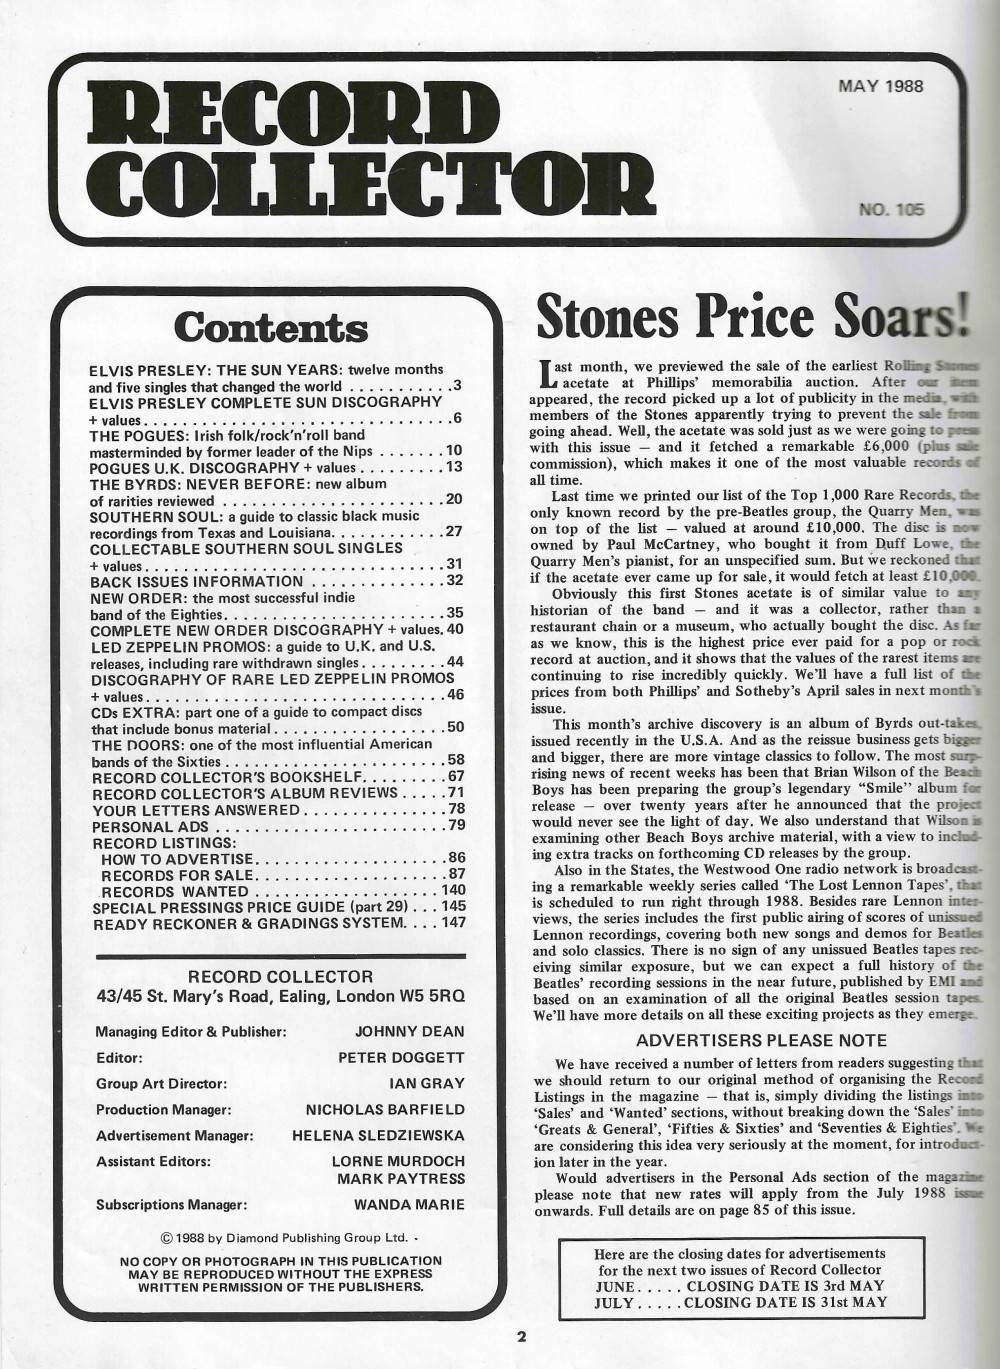 RECORD
COLLECTOR
MAY 1988
NO. 105
Contents
ELVIS PRESLEY: THE SUN YEARS: twelve months
and five singles that changed the world . . . . . . . . . . . 3
ELVIS PRESLEY COMPLETE SUN DISCOGRAPHY
+ values . . . . . . . . . . . . . . . . . . . . . . . . . . . . . . . . 6
THE POGUES: Irish folk/rock'n'roll band
masterminded by former leader of the Nips . . . . . . . 10
POGUES U.K. DISCOGRAPHY + values . . . . . . . . . 13
THE BYRDS: NEVER BEFORE: new album
of rarities reviewed . . . . . . . . . . . . . . . . . . . . . . . 20
SOUTHERN SOUL: a guide to classic black music
recordings from Texas and Louisiana. . . . . . . . . . . . 27
COLLECTABLE SOUTHERN SOUL SINGLES
+ values . . . . . . . . . . . . . . . . . . . . . . . . . . . . . . . 31
BACK ISSUES INFORMATION . . . . . . . . . . . . . . 32
NEW ORDER: the most successful indie
band of the Eighties. . . . . . . . . . . . . . . . . . . . . . . 35
COMPLETE NEW ORDER DISCOGRAPHY + values. 40
LED ZEPPELIN PROMOS: a guide to U.K. and U.S.
releases, including rare withdrawn singles . . . . . . . . . 44
DISCOGRAPHY OF RARE LED ZEPPELIN PROMOS
+ values . . . . . . . . . . . . . . . . . . . . . . . . . . . . . . . 46
CDs EXTRA: part one of a guide to compact discs
that include bonus material . . . . . . . . . . . . . . . . . . 50
THE DOORS: one of the most influential American
bands of the Sixties . . . . . . . . . . . . . . . . . . . . . . . 58
RECORD COLLECTOR'S BOOKSHELF. . . . . . . . . 67
RECORD COLLECTOR'S ALBUM REVIEWS . . . . . 71
YOUR LETTERS ANSWERED . . . . . . . . . . . . . . . 78
PERSONAL ADS . . . . . . . . . . . . . . . . . . . . . . . . 79
RECORD LISTINGS:
HOW TO ADVERTISE. . . . . . . . . . . . . . . . . . . . 86
RECORDS FOR SALE. . . . . . . . . . . . . . . . . . . . 87
RECORDS WANTED . . . . . . . . . . . . . . . . . . . 140
SPECIAL PRESSINGS PRICE GUIDE (part 29) . . . 145
READY RECKONER & GRADINGS SYSTEM. . . . 147
RECORD COLLECTOR
43/45 St. Mary's Road, Ealing, London W5 5RQ
Managing Editor & Publisher: JOHNNY DEAN
Editor: PETER DOGGETT
Group Art Director: IAN GRAY
Production Manager: NICHOLAS BARFIELD
Advertisement Manager: HELENA SLEDZIEWSKA
Assistant Editors: LORNE MURDOCH
MARK PAYTRESS
Subscriptions Manager: WANDA MARIE
© 1988 by Diamond Publishing Group Ltd.
NO COPY OR PHOTOGRAPH IN THIS PUBLICATION
MAY BE REPRODUCED WITHOUT THE EXPRESS
WRITTEN PERMISSION OF THE PUBLISHERS.
Stones Price Soars!
Last month, we previewed the sale of the earliest Rolling Stones
acetate at Phillips' memorabilia auction. After our item
appeared, the record picked up a lot of publicity in the media, with
members of the Stones apparently trying to prevent the sale from
going ahead. Well, the acetate was sold just as we were going to press
with this issue — and it fetched a remarkable £6,000 (plus sale
commission), which makes it one of the most valuable records of
all time.
Last time we printed our list of the Top 1,000 Rare Records, the
only known record by the pre-Beatles group, the Quarry Men, was
on top of the list — valued at around £10,000. The disc is now
owned by Paul McCartney, who bought it from Duff Lowe, the
Quarry Men's pianist, for an unspecified sum. But we reckoned that
if the acetate ever came up for sale, it would fetch at least £10,000.
Obviously this first Stones acetate is of similar value to any
historian of the band — and it was a collector, rather than a
restaurant chain or a museum, who actually bought the disc. As far
as we know, this is the highest price ever paid for a pop or rock
record at auction, and it shows that the values of the rarest items are
continuing to rise incredibly quickly. We'll have a full list of the
prices from both Phillips' and Sotheby's April sales in next month's
issue.
This month's archive discovery is an album of Byrds out-takes,
issued recently in the U.S.A. And as the reissue business gets bigger
and bigger, there are more vintage classics to follow. The most surp-
rising news of recent weeks has been that Brian Wilson of the Beach
Boys has been preparing the group's legendary "Smile" album for
release — over twenty years after he announced that the project
would never see the light of day. We also understand that Wilson is
examining other Beach Boys archive material, with a view to includ-
ing extra tracks on forthcoming CD releases by the group.
Also in the States, the Westwood One radio network is broadcast-
ing a remarkable weekly series called 'The Lost Lennon Tapes', that
is scheduled to run right through 1988. Besides rare Lennon inter-
views, the series includes the first public airing of scores of unissued
Lennon recordings, covering both new songs and demos for Beatles
and solo classics. There is no sign of any unissued Beatles tapes rec-
eiving similar exposure, but we can expect a full history of the
Beatles' recording sessions in the near future, published by EMI and
based on an examination of all the original Beatles session tapes.
We'll have more details on all these exciting projects as they emerge.
ADVERTISERS PLEASE NOTE
We have received a number of letters from readers suggesting that
we should return to our original method of organising the Record
Listings in the magazine — that is, simply dividing the listings into
'Sales' and 'Wanted' sections, without breaking down the 'Sales' into
'Greats & General', 'Fifties & Sixties' and 'Seventies & Eighties'. We
are considering this idea very seriously at the moment, for introduct-
ion later in the year.
Would advertisers in the Personal Ads section of the magazine
please note that new rates will apply from the July 1988 issue
onwards. Full details are on page 85 of this issue.
Here are the closing dates for advertisements
for the next two issues of Record Collector
JUNE . . . . . CLOSING DATE IS 3rd MAY
JULY . . . . . CLOSING DATE IS 31st MAY
2